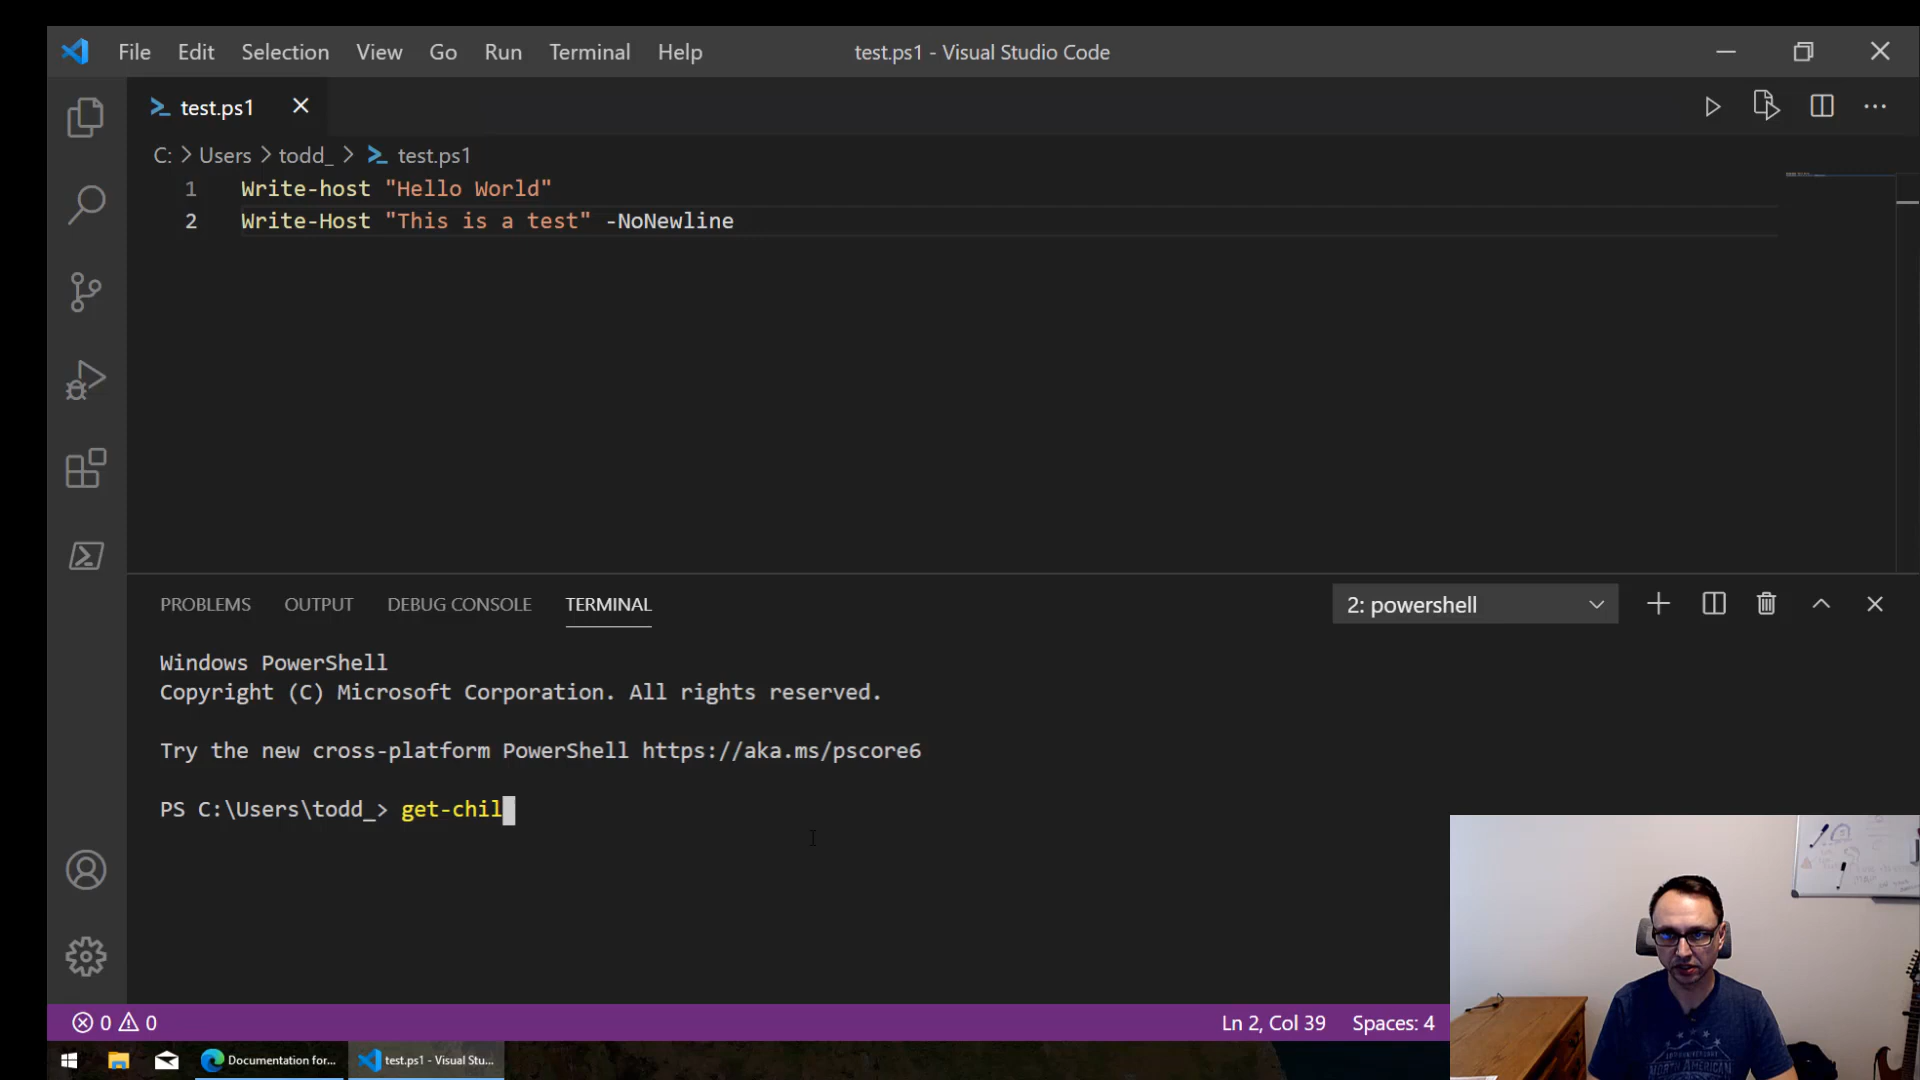 File Edit Selection View Go Run Terminal Help
test.ps1 - Visual Studio Code
test.ps1
C: > Users > todd_ > test.ps1
1 Write-host "Hello World"
2 Write-Host "This is a test" -NoNewline
PROBLEMS OUTPUT DEBUG CONSOLE TERMINAL
2: powershell
Windows PowerShell
Copyright (C) Microsoft Corporation. All rights reserved.
Try the new cross-platform PowerShell https://aka.ms/pscore6
PS C:\Users\todd_> get-chil
0 0
Ln 2, Col 39 Spaces: 4
Documentation for...
test.ps1 - Visual Stu...
NORTH AMERICAN